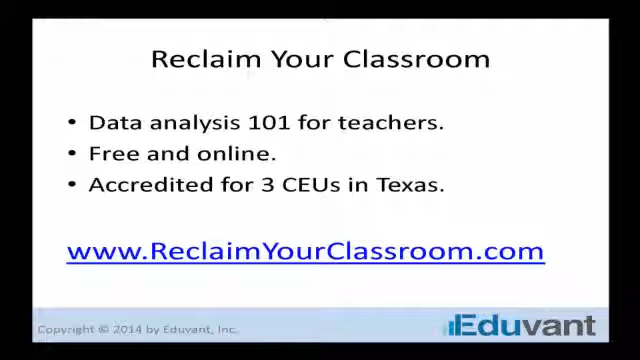 Reclaim Your Classroom
• Data analysis 101 for teachers.
• Free and online.
• Accredited for 3 CEUs in Texas.
www.ReclaimYourClassroom.com
Copyright © 2014 by Eduvant, Inc.
Eduvant